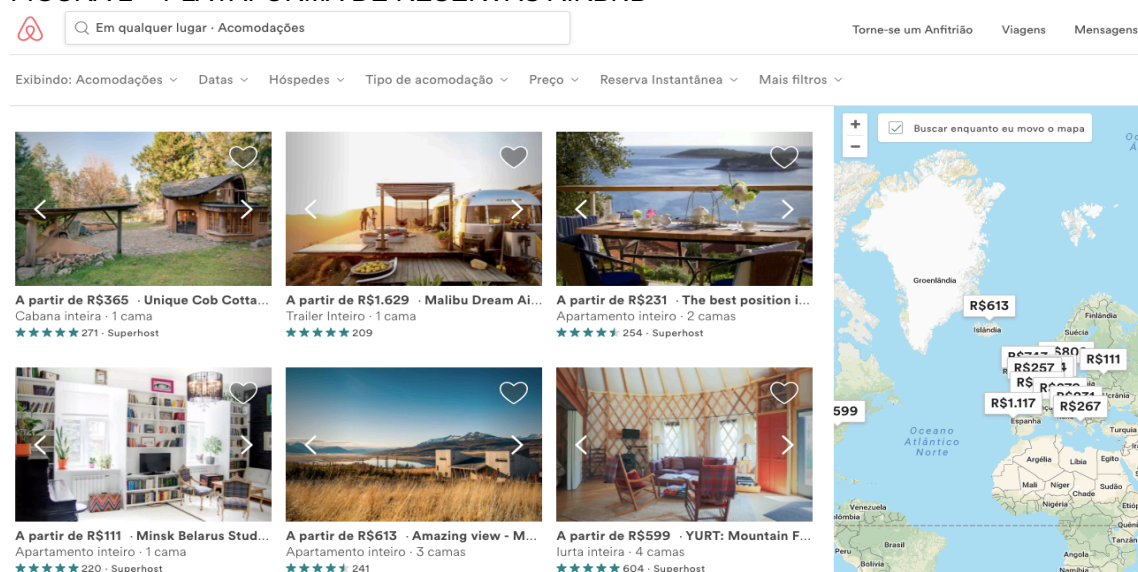 Em qualquer lugar · Acomodações
Torne-se um Anfitrião
Viagens
Mensagens
Exibindo: Acomodações
Datas
Hóspedes
Tipo de acomodação
Preço
Reserva Instantânea
Mais filtros
A partir de R$365 · Unique Cob Cotta...
Cabana inteira · 1 cama
271 · Superhost
A partir de R$1.629 · Malibu Dream Ai...
Trailer Inteiro · 1 cama
209
A partir de R$231 · The best position i...
Apartamento inteiro · 2 camas
254 · Superhost
A partir de R$111 · Minsk Belarus Stud...
Apartamento inteiro · 1 cama
220 · Superhost
A partir de R$613 · Amazing view - M...
Apartamento inteiro · 3 camas
241
A partir de R$599 · YURT: Mountain F...
Iurta inteira · 4 camas
604 · Superhost
+
−
Buscar enquanto eu movo o mapa
Groenlândia
R$613
Islândia
Finlândia
Suécia
R$111
R$257
R$1.117
R$267
599
Espanha
Turquia
Oceano
Atlântico
Norte
Argélia
Líbia
Egito
Mali
Níger
Chade
Sudão
Nigéria
Venezuela
Peru
Brasil
Bolívia
Angola